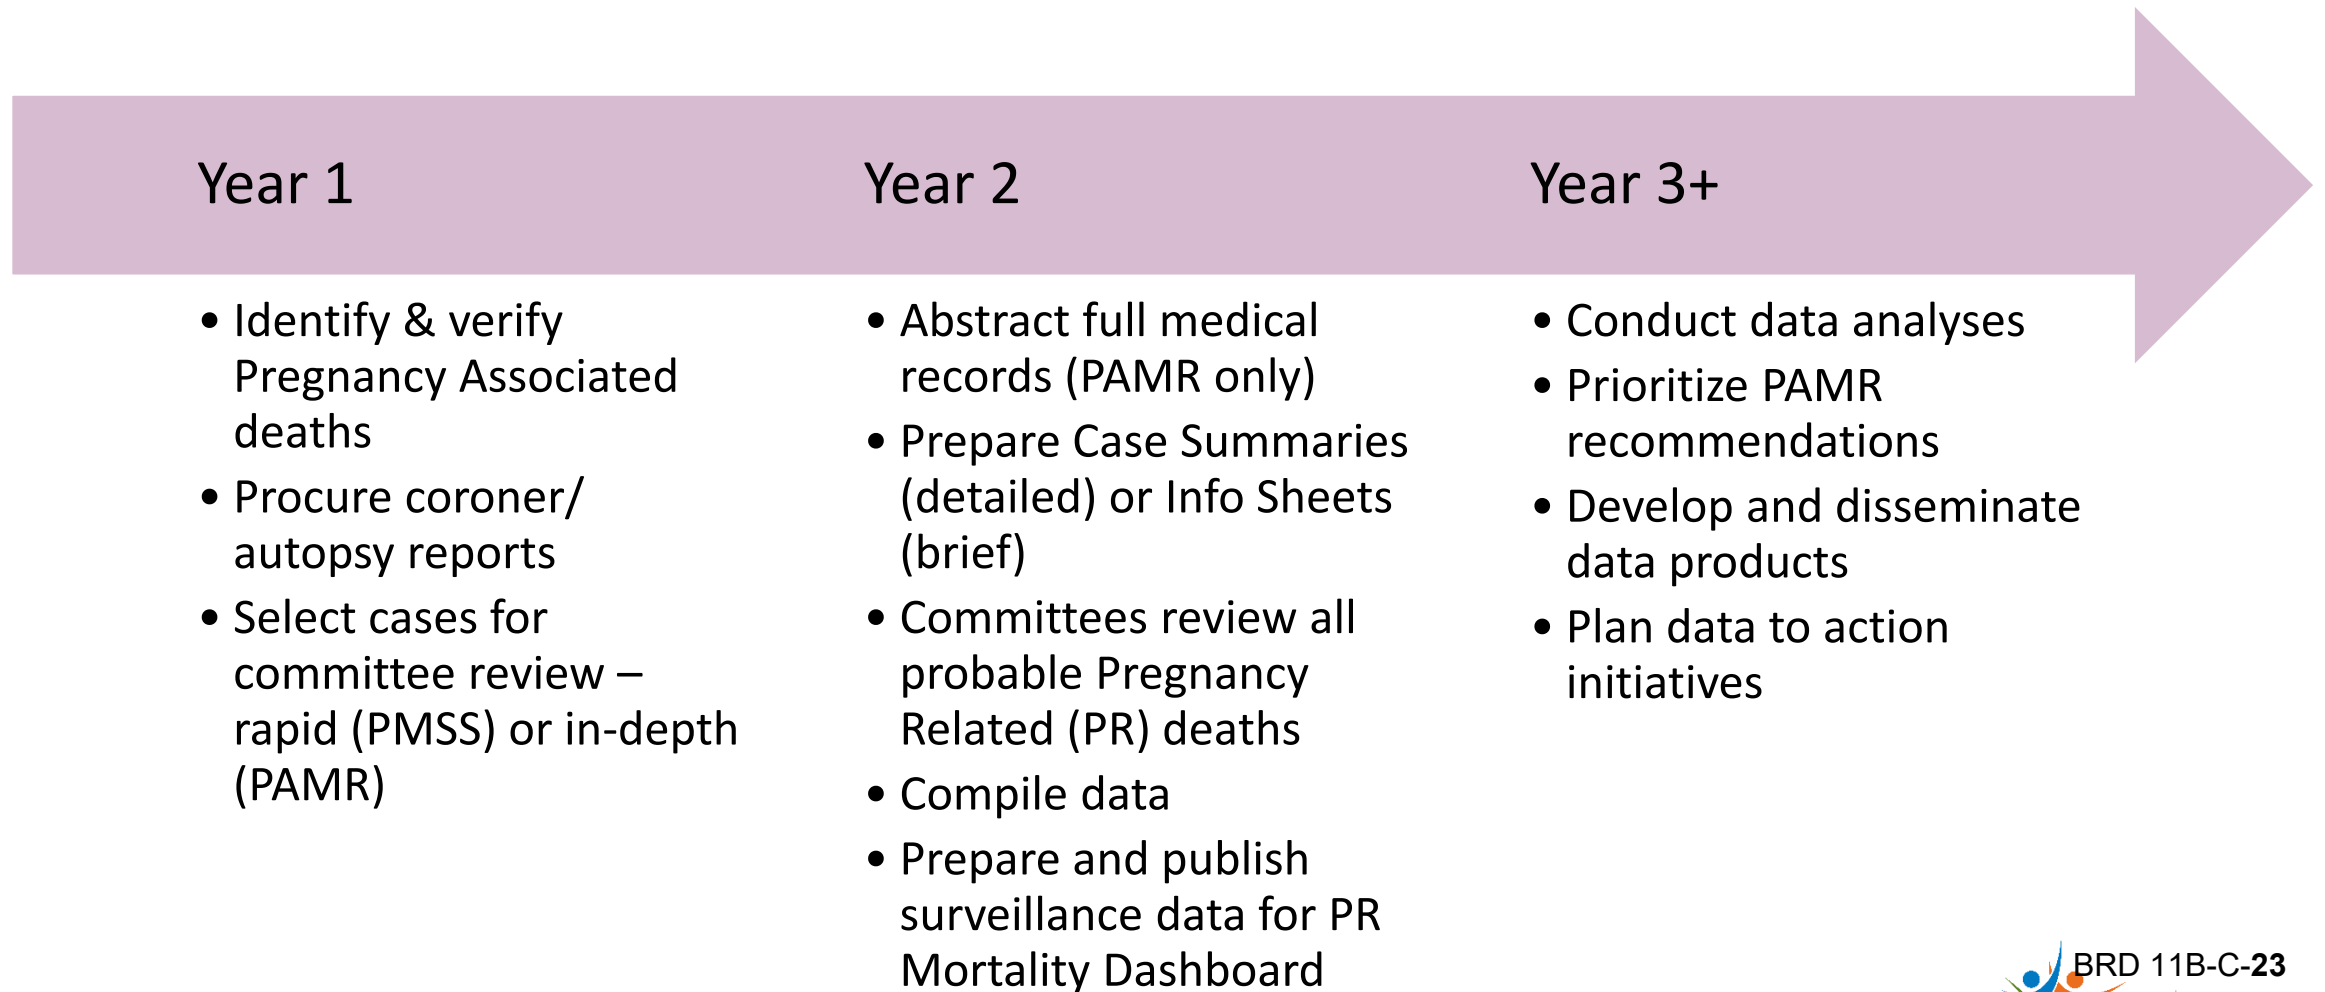 Year 1
Year 2
Year 3+
• Identify & verify
Pregnancy Associated
deaths
• Procure coroner/
autopsy reports
• Select cases for
committee review –
rapid (PMSS) or in-depth
(PAMR)
• Abstract full medical
records (PAMR only)
• Prepare Case Summaries
(detailed) or Info Sheets
(brief)
• Committees review all
probable Pregnancy
Related (PR) deaths
• Compile data
• Prepare and publish
surveillance data for PR
Mortality Dashboard
• Conduct data analyses
• Prioritize PAMR
recommendations
• Develop and disseminate
data products
• Plan data to action
initiatives
BRD 11B-C-23